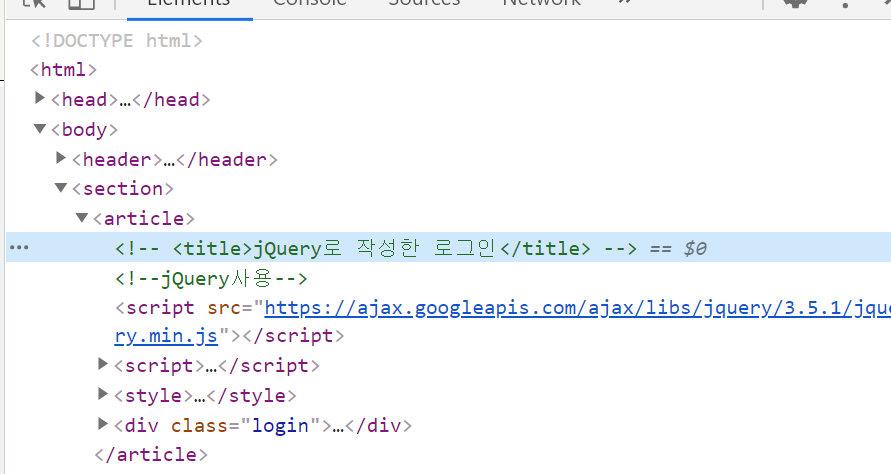 Elements Console Sources Network »
<!DOCTYPE html>
<html>
<head>…</head>
<body>
<header>…</header>
<section>
<article>
<!-- <title>jQuery로 작성한 로그인</title> --> == $0
<!--jQuery사용-->
<script src="https://ajax.googleapis.com/ajax/libs/jquery/3.5.1/jque
ry.min.js"></script>
<script>…</script>
<style>…</style>
<div class="login">…</div>
</article>